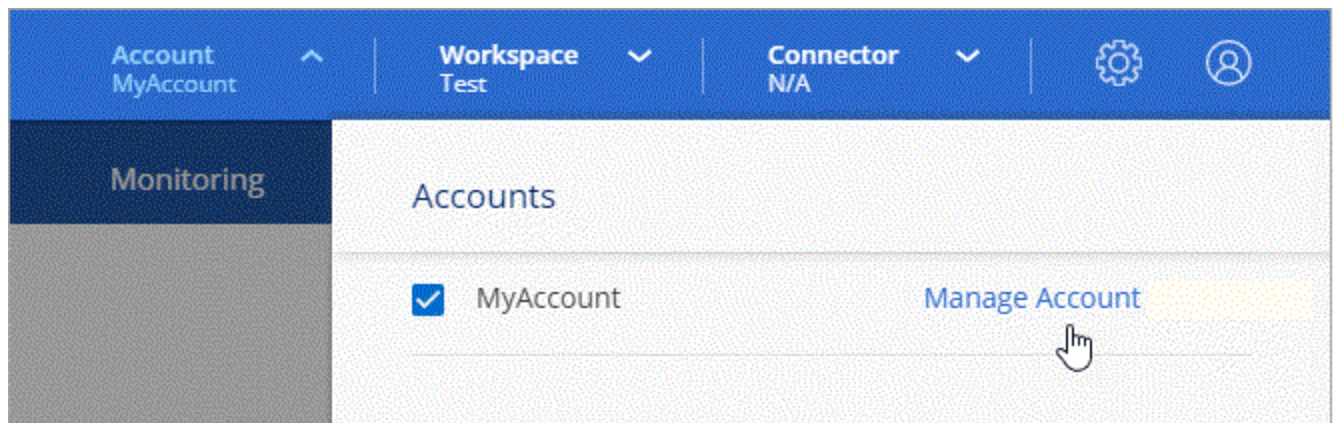 Account
MyAccount
Workspace
Test
Connector
N/A
Monitoring
Accounts
MyAccount
Manage Account